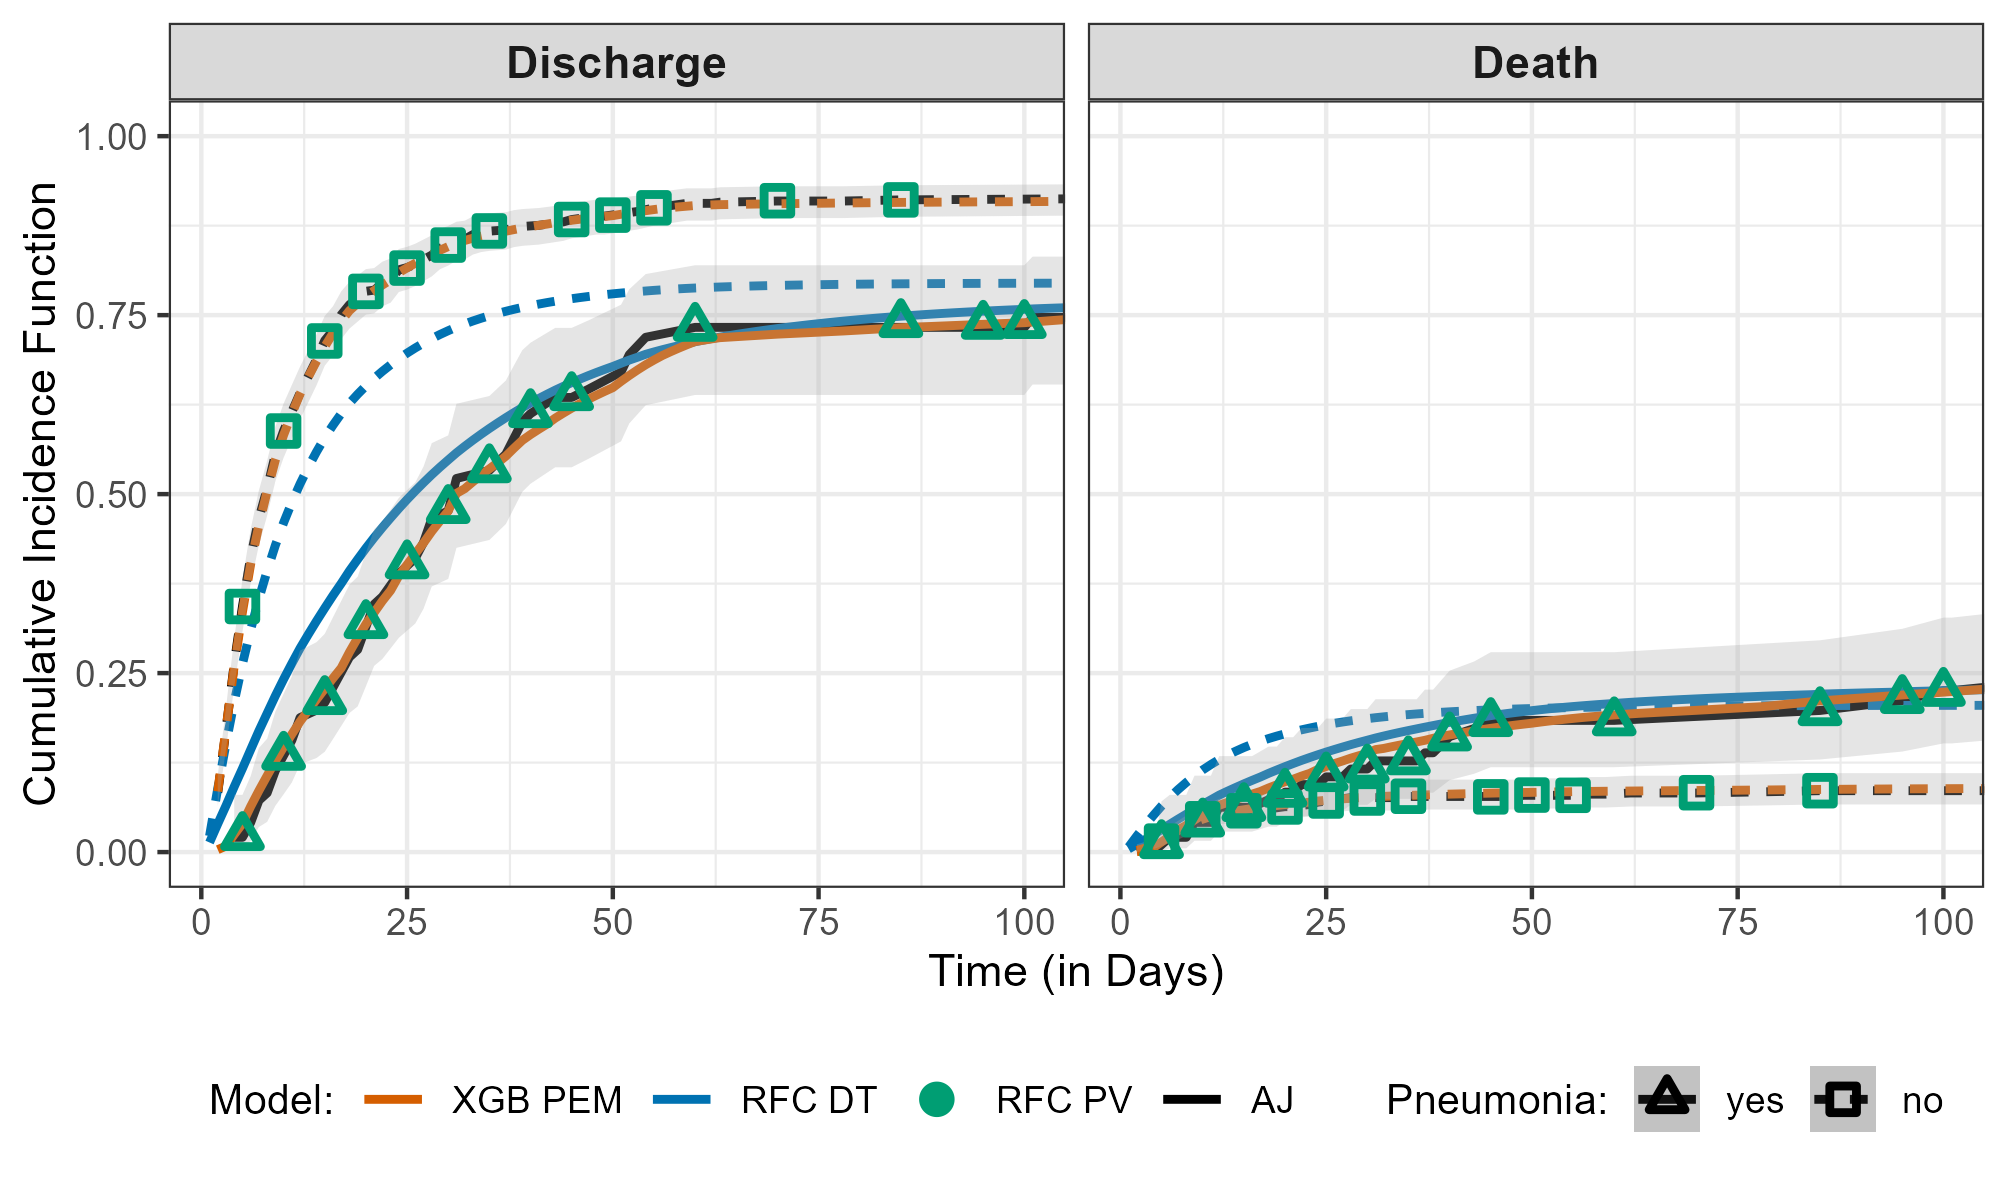 Discharge Death
Cumulative Incidence Function
1.00
0.75
0.50
0.25
0.00
0 25 50 75 100 0 25 50 75 100
Time (in Days)
Model: XGB PEM RFC DT RFC PV AJ Pneumonia: yes no